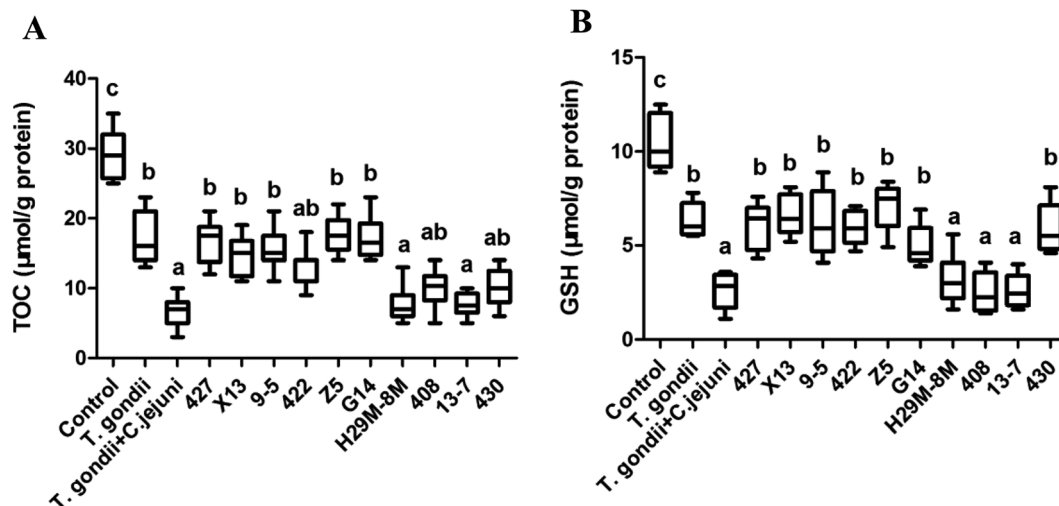 A
TOC (µmol/g protein)
40
30
20
10
0
c
b
a
b
b
b
ab
b
b
a
ab
a
ab
Control
T. gondii
T. gondii+C.jejuni
427
X13
9-5
422
Z5
G14
H29M-8M
408
13-7
430
B
GSH (µmol/g protein)
15
10
5
0
c
b
a
b
b
b
b
b
b
a
a
a
b
Control
T. gondii
T. gondii+C.jejuni
427
X13
9-5
422
Z5
G14
H29M-8M
408
13-7
430